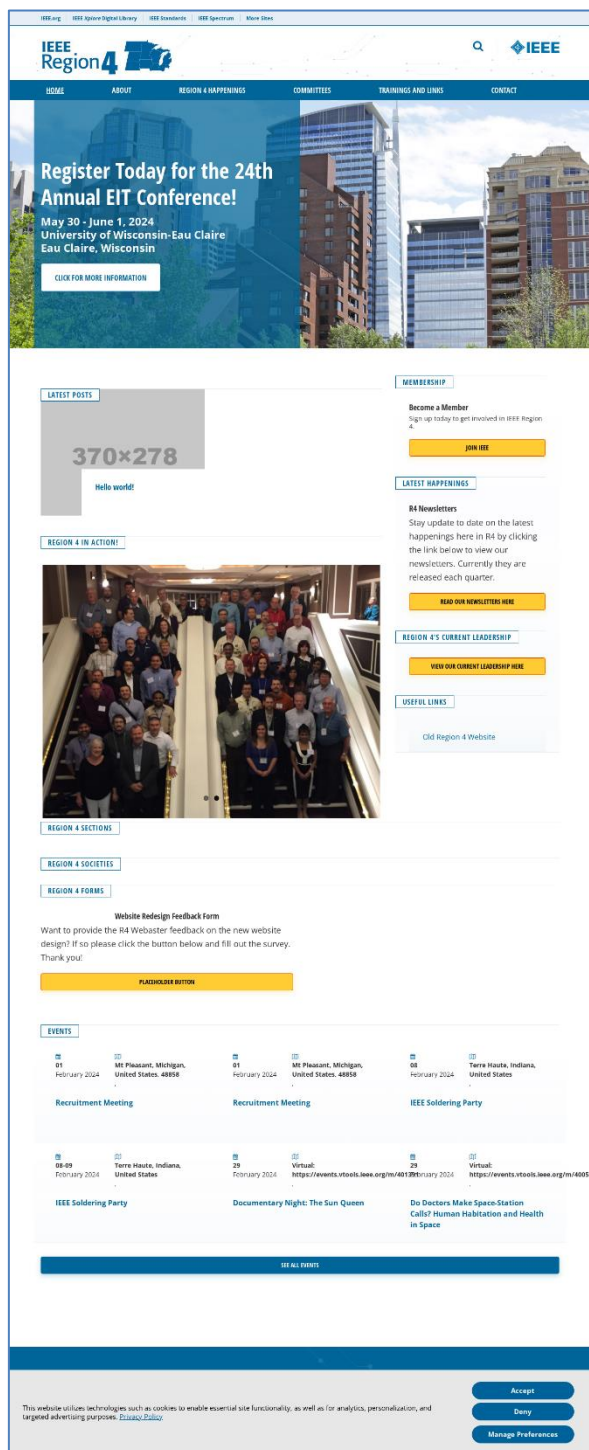 IEEE.org IEEE Xplore Digital Library IEEE Standards IEEE Spectrum More Sites
IEEE
Region 4
IEEE
HOME ABOUT REGION 4 HAPPENINGS COMMITTEES TRAININGS AND LINKS CONTACT
Register Today for the 24th
Annual EIT Conference!
May 30 - June 1, 2024
University of Wisconsin-Eau Claire
Eau Claire, Wisconsin
CLICK FOR MORE INFORMATION
LATEST POSTS
370×278
Hello world!
REGION 4 IN ACTION!
MEMBERSHIP
Become a Member
Sign up today to get involved in IEEE Region
4.
JOIN IEEE
LATEST HAPPENINGS
R4 Newsletters
Stay update to date on the latest
happenings here in R4 by clicking
the link below to view our
newsletters. Currently they are
released each quarter.
READ OUR NEWSLETTERS HERE
REGION 4'S CURRENT LEADERSHIP
VIEW OUR CURRENT LEADERSHIP HERE
USEFUL LINKS
Old Region 4 Website
REGION 4 SECTIONS
REGION 4 SOCIETIES
REGION 4 FORMS
Website Redesign Feedback Form
Want to provide the R4 Webaster feedback on the new website
design? If so please click the button below and fill out the survey.
Thank you!
PLACEHOLDER BUTTON
EVENTS
01
February 2024
Mt Pleasant, Michigan,
United States, 48858
,
Recruitment Meeting
01
February 2024
Mt Pleasant, Michigan,
United States, 48858
,
Recruitment Meeting
08
February 2024
Terre Haute, Indiana,
United States
,
IEEE Soldering Party
08-09
February 2024
Terre Haute, Indiana,
United States
,
IEEE Soldering Party
29
February 2024
Virtual:
https://events.vtools.ieee.org/m/401391
,
Documentary Night: The Sun Queen
29
February 2024
Virtual:
https://events.vtools.ieee.org/m/4005
,
Do Doctors Make Space-Station
Calls? Human Habitation and Health
in Space
SEE ALL EVENTS
This website utilizes technologies such as cookies to enable essential site functionality, as well as for analytics, personalization, and
targeted advertising purposes. Privacy Policy
Accept
Deny
Manage Preferences